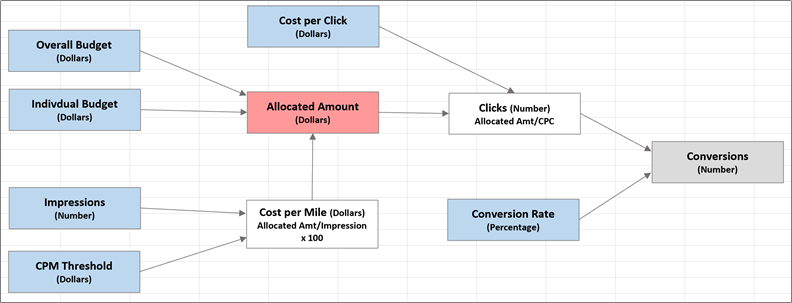 Cost per Click
(Dollars)
Overall Budget
(Dollars)
Indivdual Budget
(Dollars)
Allocated Amount
(Dollars)
Clicks (Number)
Allocated Amt/CPC
Conversions
(Number)
Impressions
(Number)
Cost per Mile (Dollars)
Allocated Amt/Impression
x 100
Conversion Rate
(Percentage)
CPM Threshold
(Dollars)